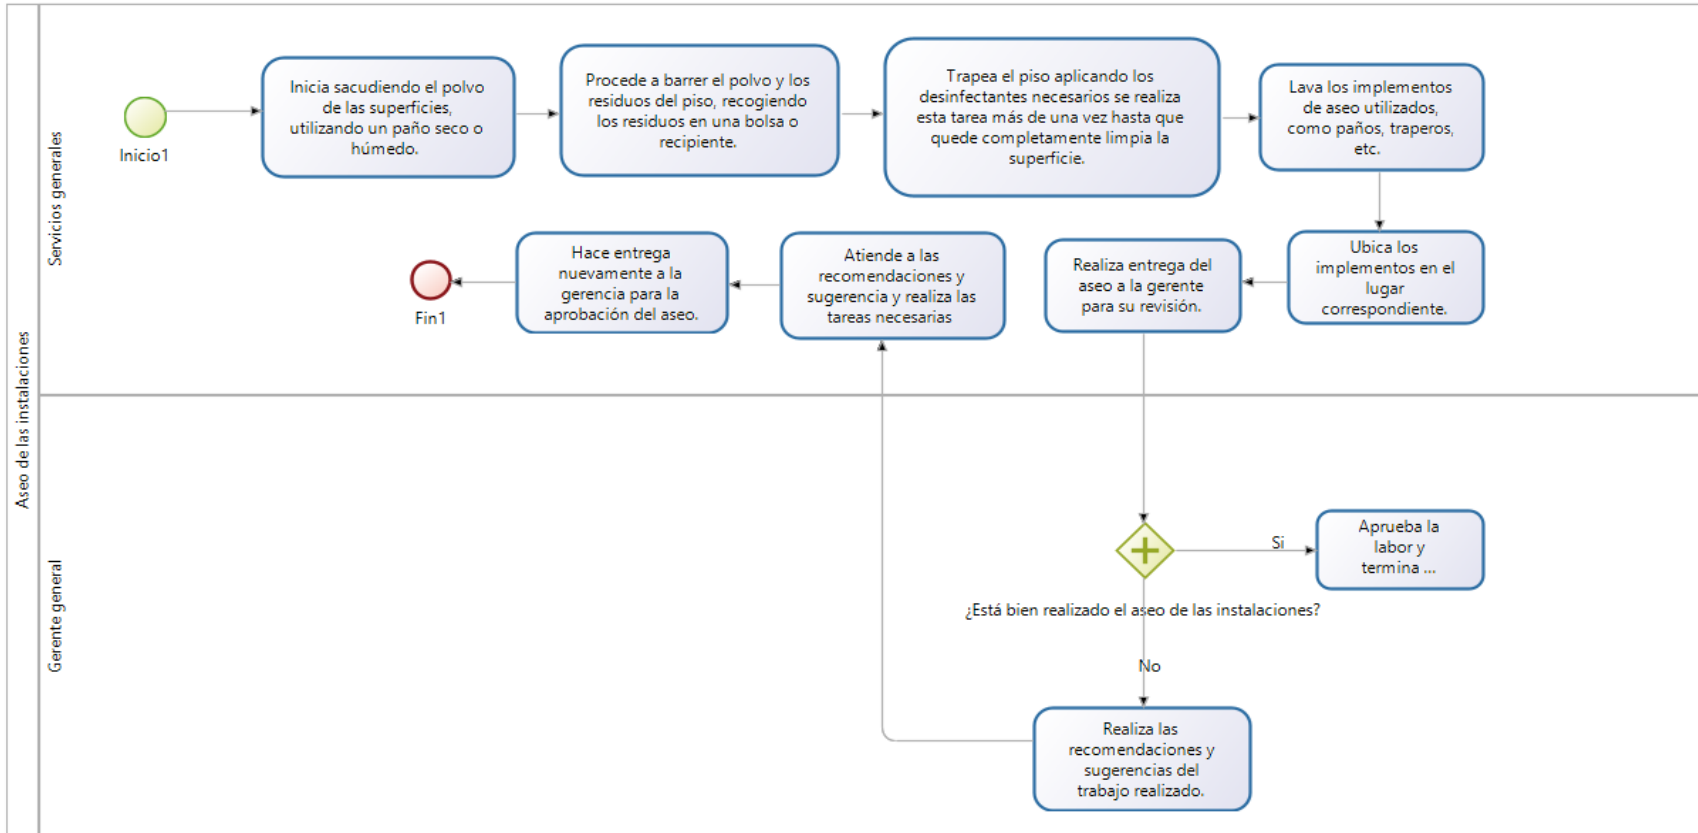 Aseo de las instalaciones
Servicios generales
Inicio1
Inicia sacudiendo el polvo
de las superficies,
utilizando un paño seco o
húmedo.
Procede a barrer el polvo y los
residuos del piso, recogiendo
los residuos en una bolsa o
recipiente.
Trapea el piso aplicando los
desinfectantes necesarios se realiza
esta tarea más de una vez hasta que
quede completamente limpia la
superficie.
Lava los implementos
de aseo utilizados,
como paños, traperos,
etc.
Ubica los
implementos en el
lugar
correspondiente.
Realiza entrega del
aseo a la gerente
para su revisión.
Atiende a las
recomendaciones y
sugerencia y realiza las
tareas necesarias
Hace entrega
nuevamente a la
gerencia para la
aprobación del aseo.
Fin1
Gerente general
¿Está bien realizado el aseo de las instalaciones?
Si
Aprueba la
labor y
termina ...
No
Realiza las
recomendaciones y
sugerencias del
trabajo realizado.